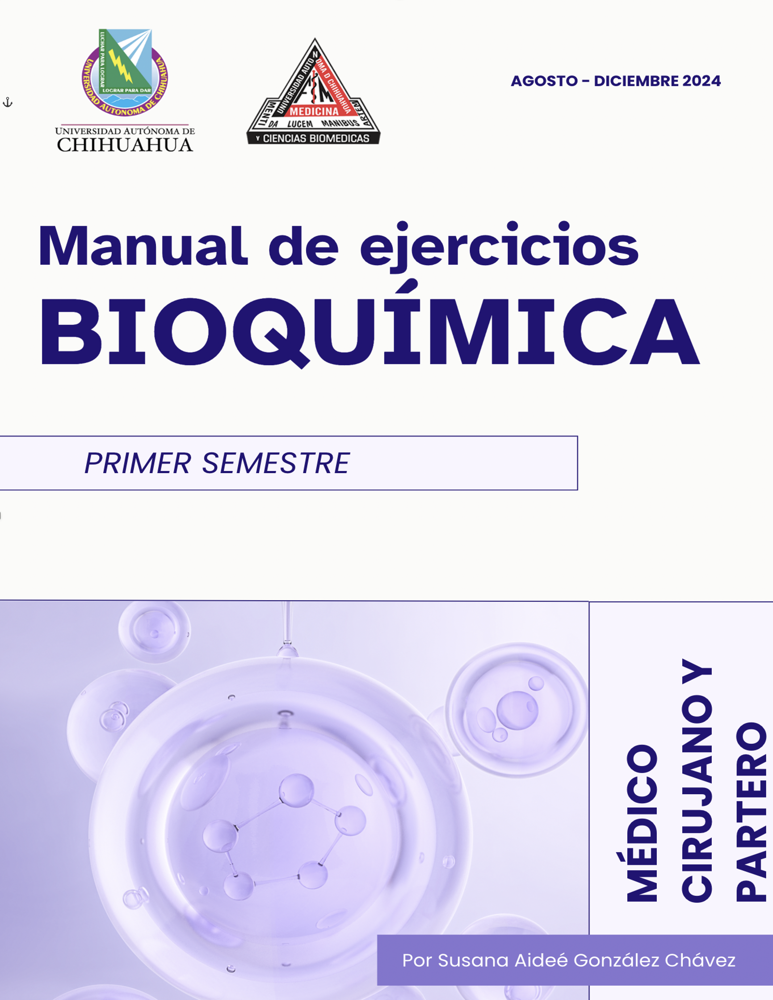 LUCHAR PARA LOGRAR
LOGRAR PARA DAR
UNIVERSIDAD AUTONOMA DE CHIHUAHUA
UNIVERSIDAD AUTÓNOMA DE
CHIHUAHUA
UNIVERSIDAD AUTONOMA D CHIHUAHUA
FM
MEDICINA
MENTI DA LUCEM MANIBUS ARTEM
Y CIENCIAS BIOMEDICAS
AGOSTO - DICIEMBRE 2024
Manual de ejercicios
BIOQUÍMICA
PRIMER SEMESTRE
MÉDICO
CIRUJANO Y
PARTERO
Por Susana Aideé González Chávez